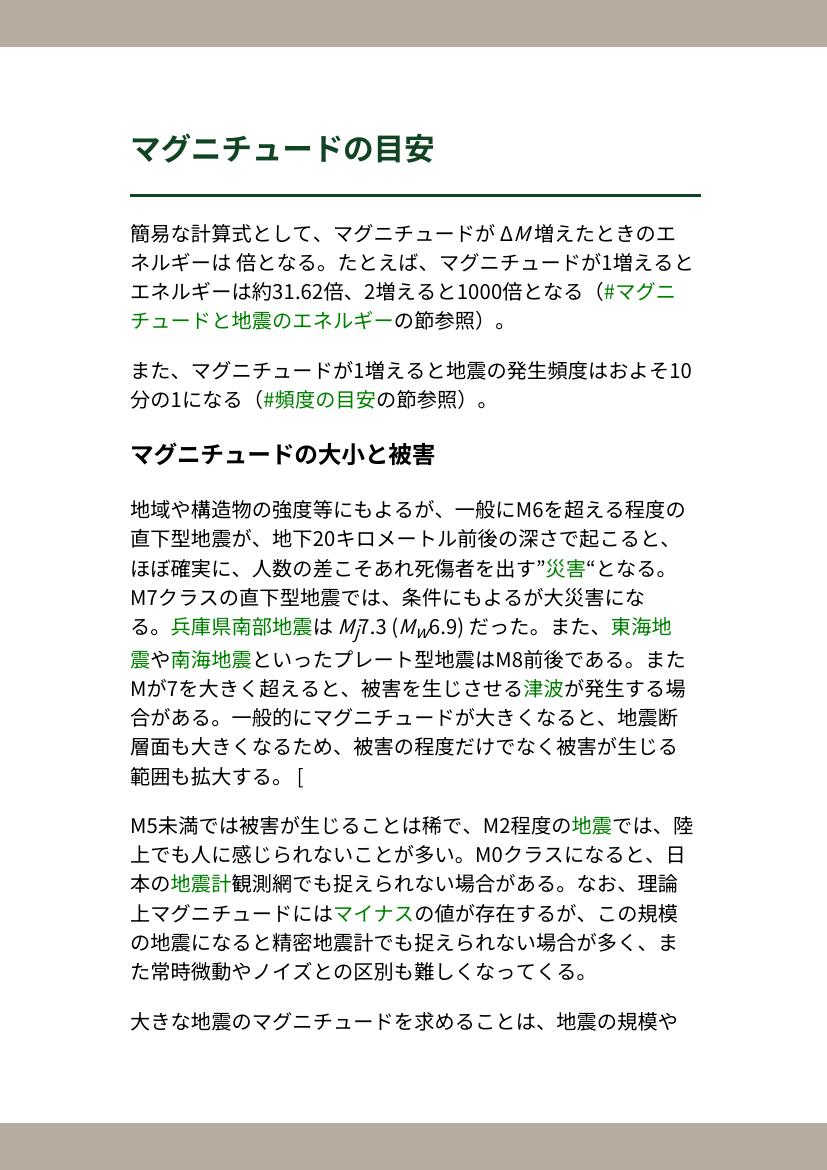 マグニチュードの目安
簡易な計算式として、マグニチュードが ΔM 増えたときのエ
ネルギーは 倍となる。たとえば、マグニチュードが1増えると
エネルギーは約31.62倍、2増えると1000倍となる（#マグニ
チュードと地震のエネルギーの節参照）。
また、マグニチュードが1増えると地震の発生頻度はおよそ10
分の1になる（#頻度の目安の節参照）。
マグニチュードの大小と被害
地域や構造物の強度等にもよるが、一般にM6を超える程度の
直下型地震が、地下20キロメートル前後の深さで起こると、
ほぼ確実に、人数の差こそあれ死傷者を出す”災害“となる。
M7クラスの直下型地震では、条件にもよるが大災害にな
る。兵庫県南部地震は Mj7.3 (Mw6.9) だった。また、東海地
震や南海地震といったプレート型地震はM8前後である。また
Mが7を大きく超えると、被害を生じさせる津波が発生する場
合がある。一般的にマグニチュードが大きくなると、地震断
層面も大きくなるため、被害の程度だけでなく被害が生じる
範囲も拡大する。 [
M5未満では被害が生じることは稀で、M2程度の地震では、陸
上でも人に感じられないことが多い。M0クラスになると、日
本の地震計観測網でも捉えられない場合がある。なお、理論
上マグニチュードにはマイナスの値が存在するが、この規模
の地震になると精密地震計でも捉えられない場合が多く、ま
た常時微動やノイズとの区別も難しくなってくる。
大きな地震のマグニチュードを求めることは、地震の規模や